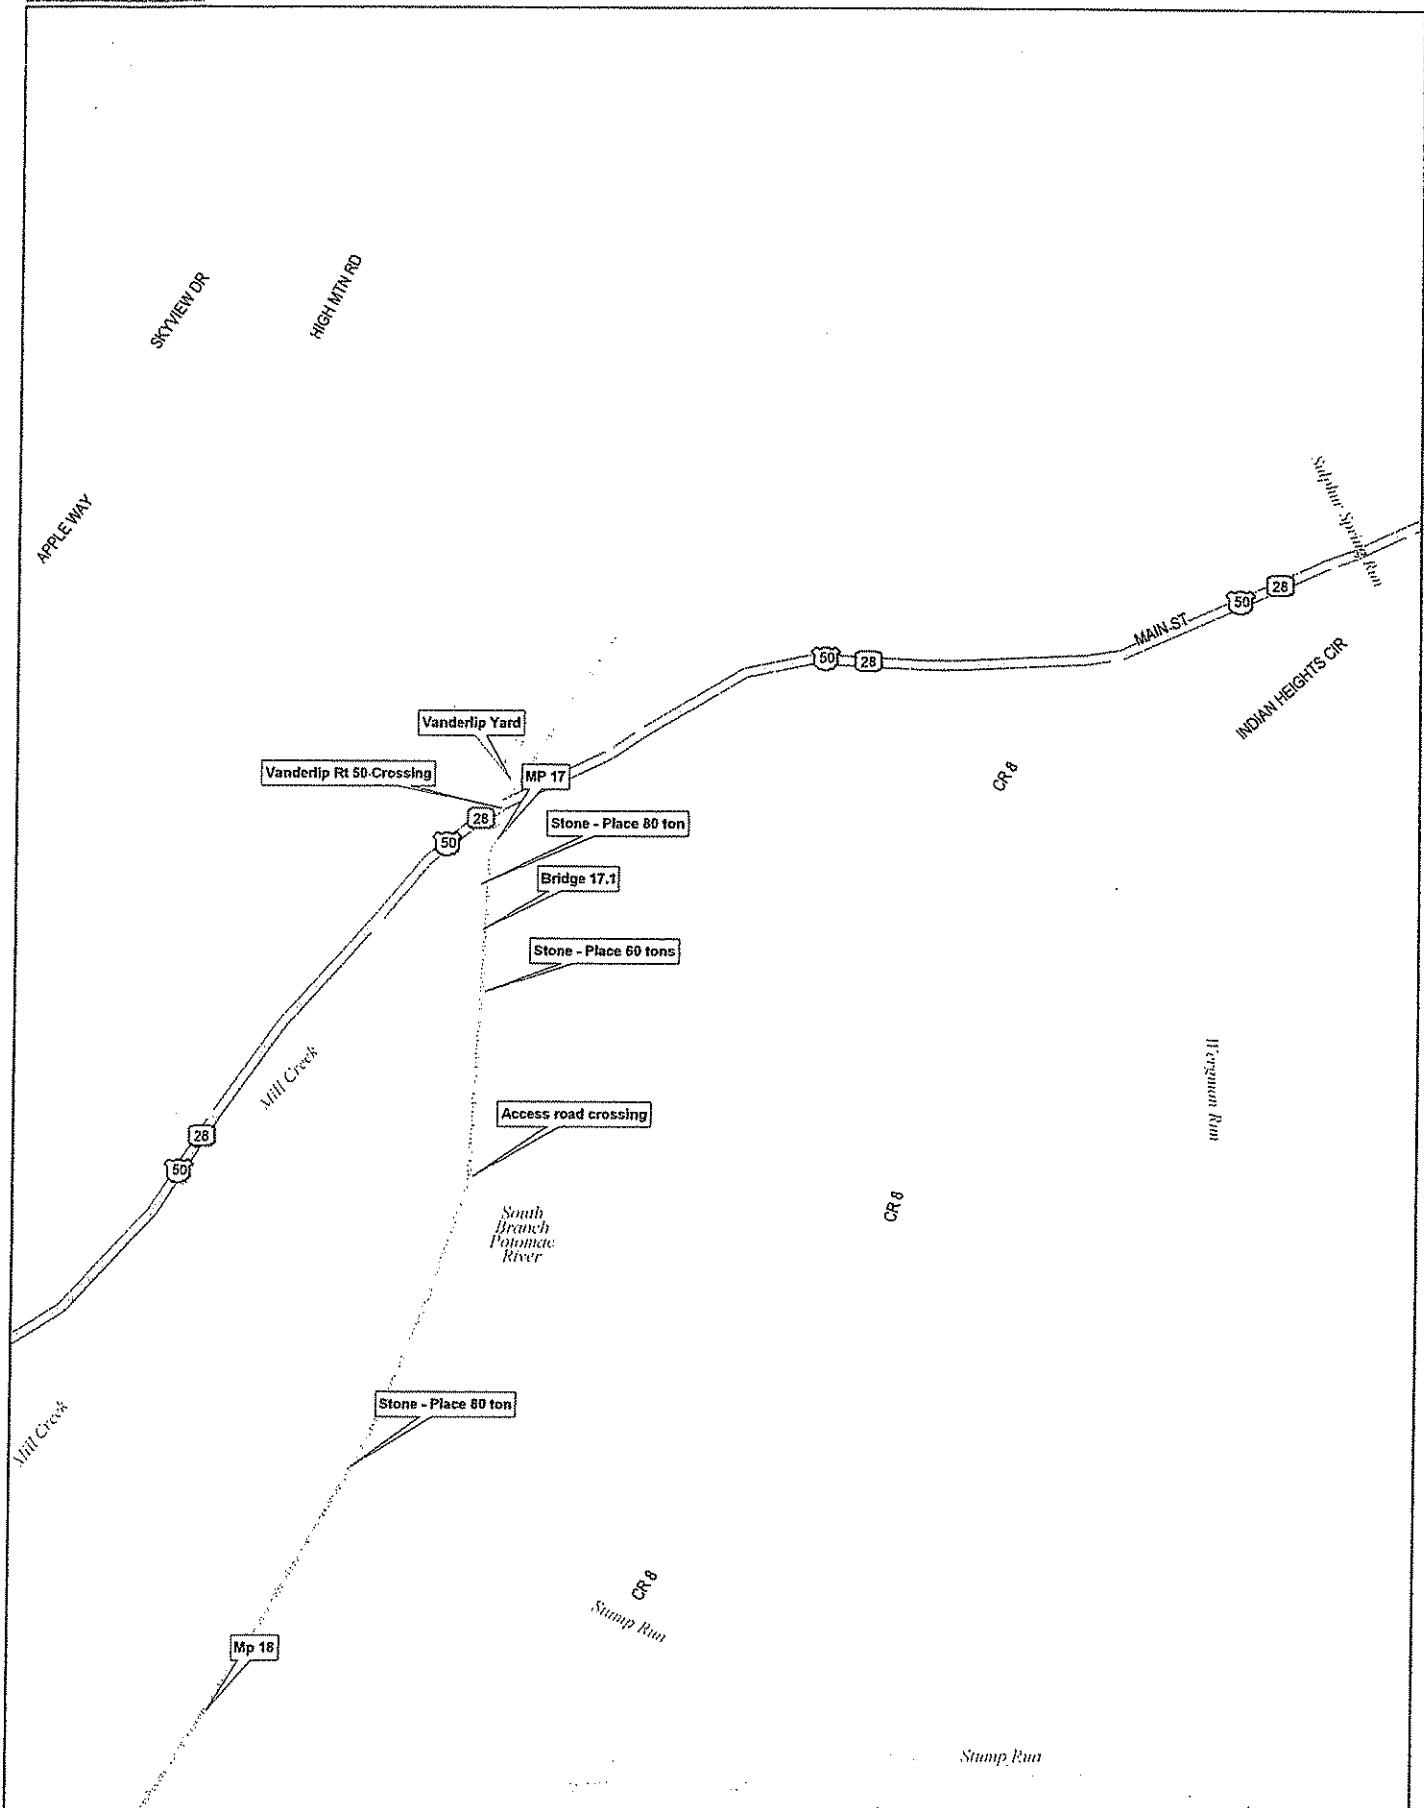 SKYVIEW DR
HIGH MTN RD
APPLE WAY
Sulphur Spring Run
50
28
MAIN ST
50
28
INDIAN HEIGHTS CIR
Vanderlip Yard
Vanderlip Rt 50 Crossing
MP 17
CR 8
28
50
Stone - Place 80 ton
Bridge 17.1
Stone - Place 60 tons
Mill Creek
Wergman Run
Access road crossing
28
50
South
Branch
Potomac
River
CR 8
Stone - Place 80 ton
Mill Creek
CR 8
Stump Run
Mp 18
Stump Run